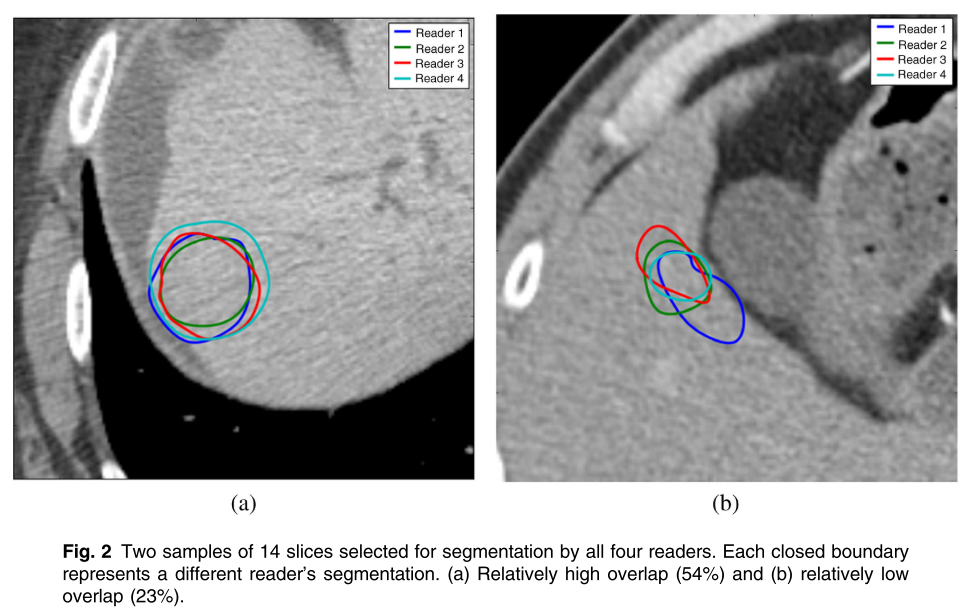 Reader 1
Reader 2
Reader 3
Reader 4
Reader 1
Reader 2
Reader 3
Reader 4
(a)
(b)
Fig. 2 Two samples of 14 slices selected for segmentation by all four readers. Each closed boundary
represents a different reader's segmentation. (a) Relatively high overlap (54%) and (b) relatively low
overlap (23%).